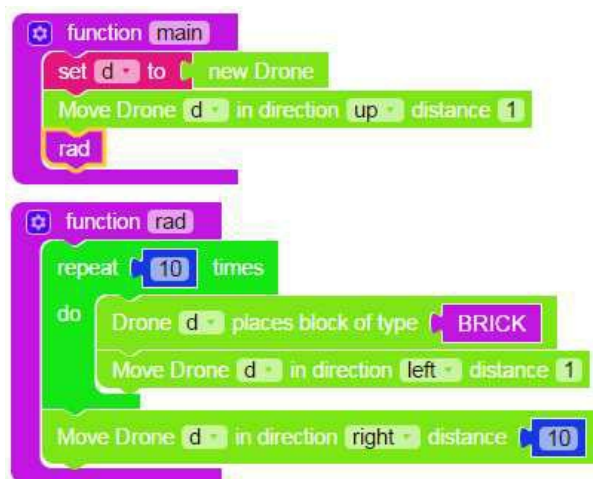 function main
set d to new Drone
Move Drone d in direction up distance 1
rad
function rad
repeat 10 times
do
Drone d places block of type BRICK
Move Drone d in direction left distance 1
Move Drone d in direction right distance 10